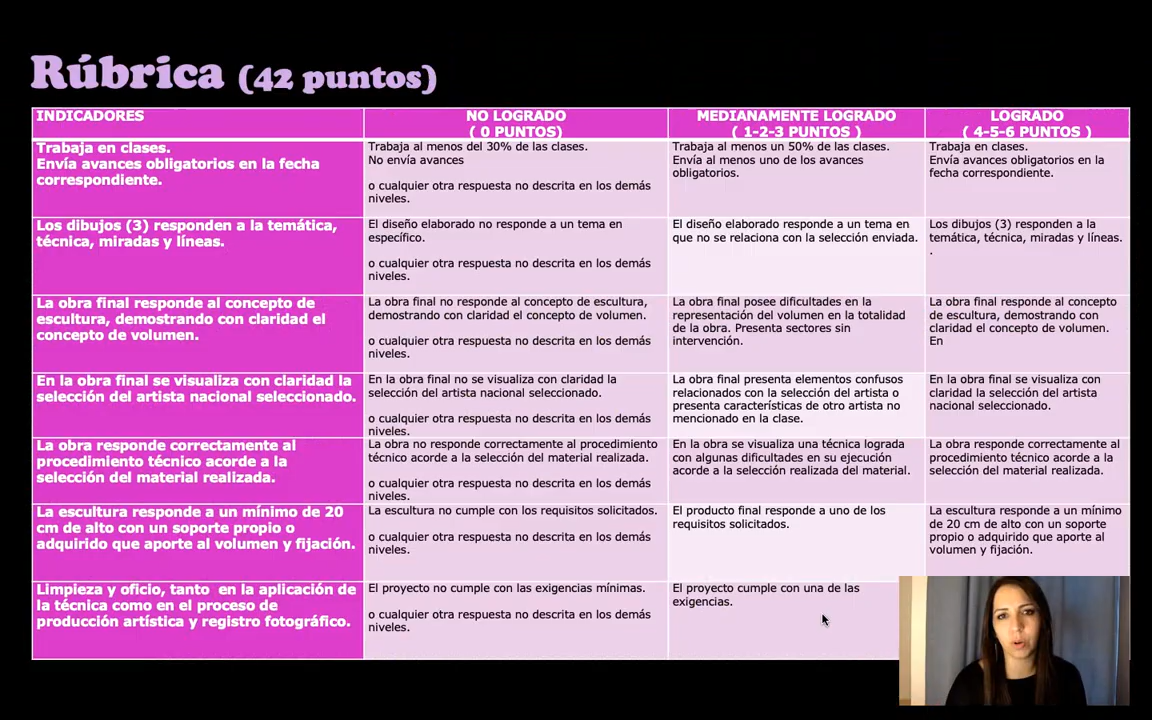 Rúbrica (42 puntos)
INDICADORES
NO LOGRADO
( 0 PUNTOS)
MEDIANAMENTE LOGRADO
( 1-2-3 PUNTOS )
LOGRADO
( 4-5-6 PUNTOS )
Trabaja en clases.
Envía avances obligatorios en la fecha
correspondiente.
Trabaja al menos del 30% de las clases.
No envía avances
o cualquier otra respuesta no descrita en los demás
niveles.
Trabaja al menos un 50% de las clases.
Envía al menos uno de los avances
obligatorios.
Trabaja en clases.
Envía avances obligatorios en la
fecha correspondiente.
Los dibujos (3) responden a la temática,
técnica, miradas y líneas.
El diseño elaborado no responde a un tema en
específico.
o cualquier otra respuesta no descrita en los demás
niveles.
El diseño elaborado responde a un tema en
que no se relaciona con la selección enviada.
Los dibujos (3) responden a la
temática, técnica, miradas y líneas.
.
La obra final responde al concepto de
escultura, demostrando con claridad el
concepto de volumen.
La obra final no responde al concepto de escultura,
demostrando con claridad el concepto de volumen.
o cualquier otra respuesta no descrita en los demás
niveles.
La obra final posee dificultades en la
representación del volumen en la totalidad
de la obra. Presenta sectores sin
intervención.
La obra final responde al concepto
de escultura, demostrando con
claridad el concepto de volumen.
En
En la obra final se visualiza con claridad la
selección del artista nacional seleccionado.
En la obra final no se visualiza con claridad la
selección del artista nacional seleccionado.
o cualquier otra respuesta no descrita en los demás
niveles.
La obra final presenta elementos confusos
relacionados con la selección del artista o
presenta características de otro artista no
mencionado en la clase.
En la obra final se visualiza con
claridad la selección del artista
nacional seleccionado.
La obra responde correctamente al
procedimiento técnico acorde a la
selección del material realizada.
La obra no responde correctamente al procedimiento
técnico acorde a la selección del material realizada.
o cualquier otra respuesta no descrita en los demás
niveles.
En la obra se visualiza una técnica lograda
con algunas dificultades en su ejecución
acorde a la selección realizada del material.
La obra responde correctamente al
procedimiento técnico acorde a la
selección del material realizada.
La escultura responde a un mínimo de 20
cm de alto con un soporte propio o
adquirido que aporte al volumen y fijación.
La escultura no cumple con los requisitos solicitados.
o cualquier otra respuesta no descrita en los demás
niveles.
El producto final responde a uno de los
requisitos solicitados.
La escultura responde a un mínimo
de 20 cm de alto con un soporte
propio o adquirido que aporte al
volumen y fijación.
Limpieza y oficio, tanto en la aplicación de
la técnica como en el proceso de
producción artística y registro fotográfico.
El proyecto no cumple con las exigencias mínimas.
o cualquier otra respuesta no descrita en los demás
niveles.
El proyecto cumple con una de las
exigencias.